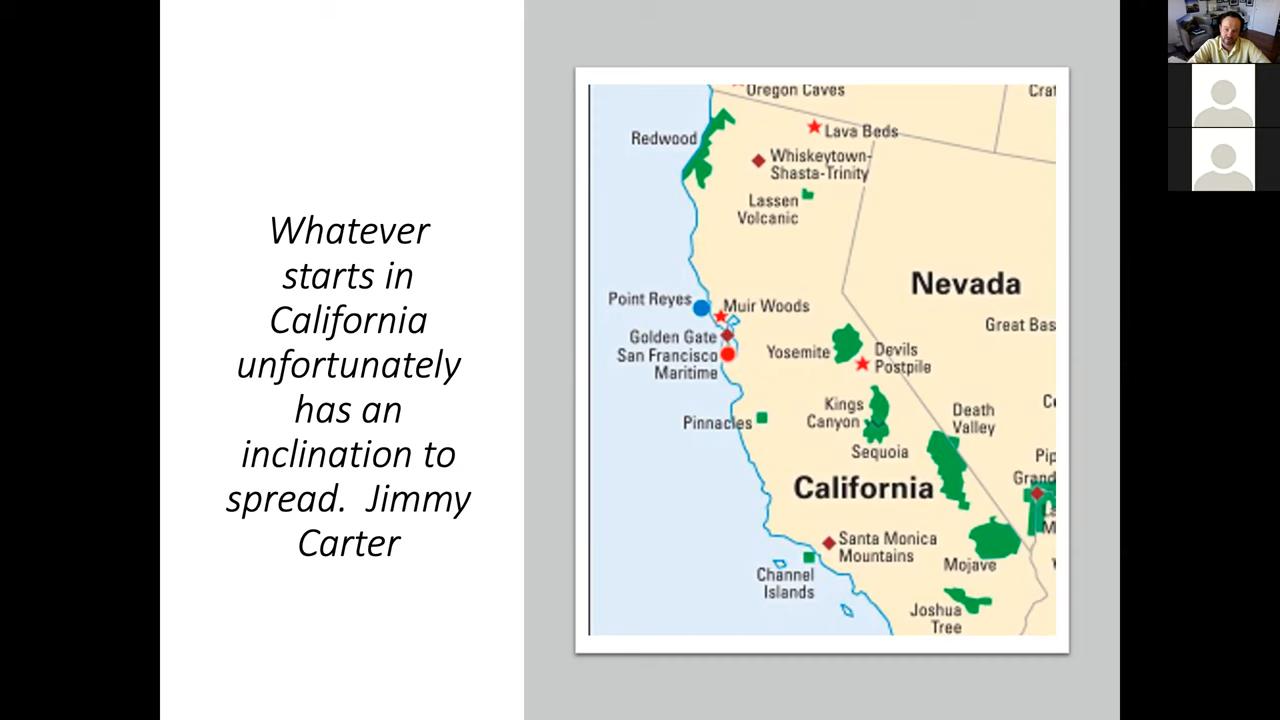 Whatever
starts in
California
unfortunately
has an
inclination to
spread.  Jimmy
Carter
Oregon Caves
Redwood
Lava Beds
Whiskeytown-
Shasta-Trinity
Lassen
Volcanic
Nevada
Point Reyes
Muir Woods
Great Bas
Golden Gate
San Francisco
Maritime
Yosemite
Devils
Postpile
Kings
Canyon
Sequoia
Pinnacles
Death
Valley
Pip
Grand
California
Santa Monica
Mountains
Channel
Islands
Mojave
Joshua
Tree